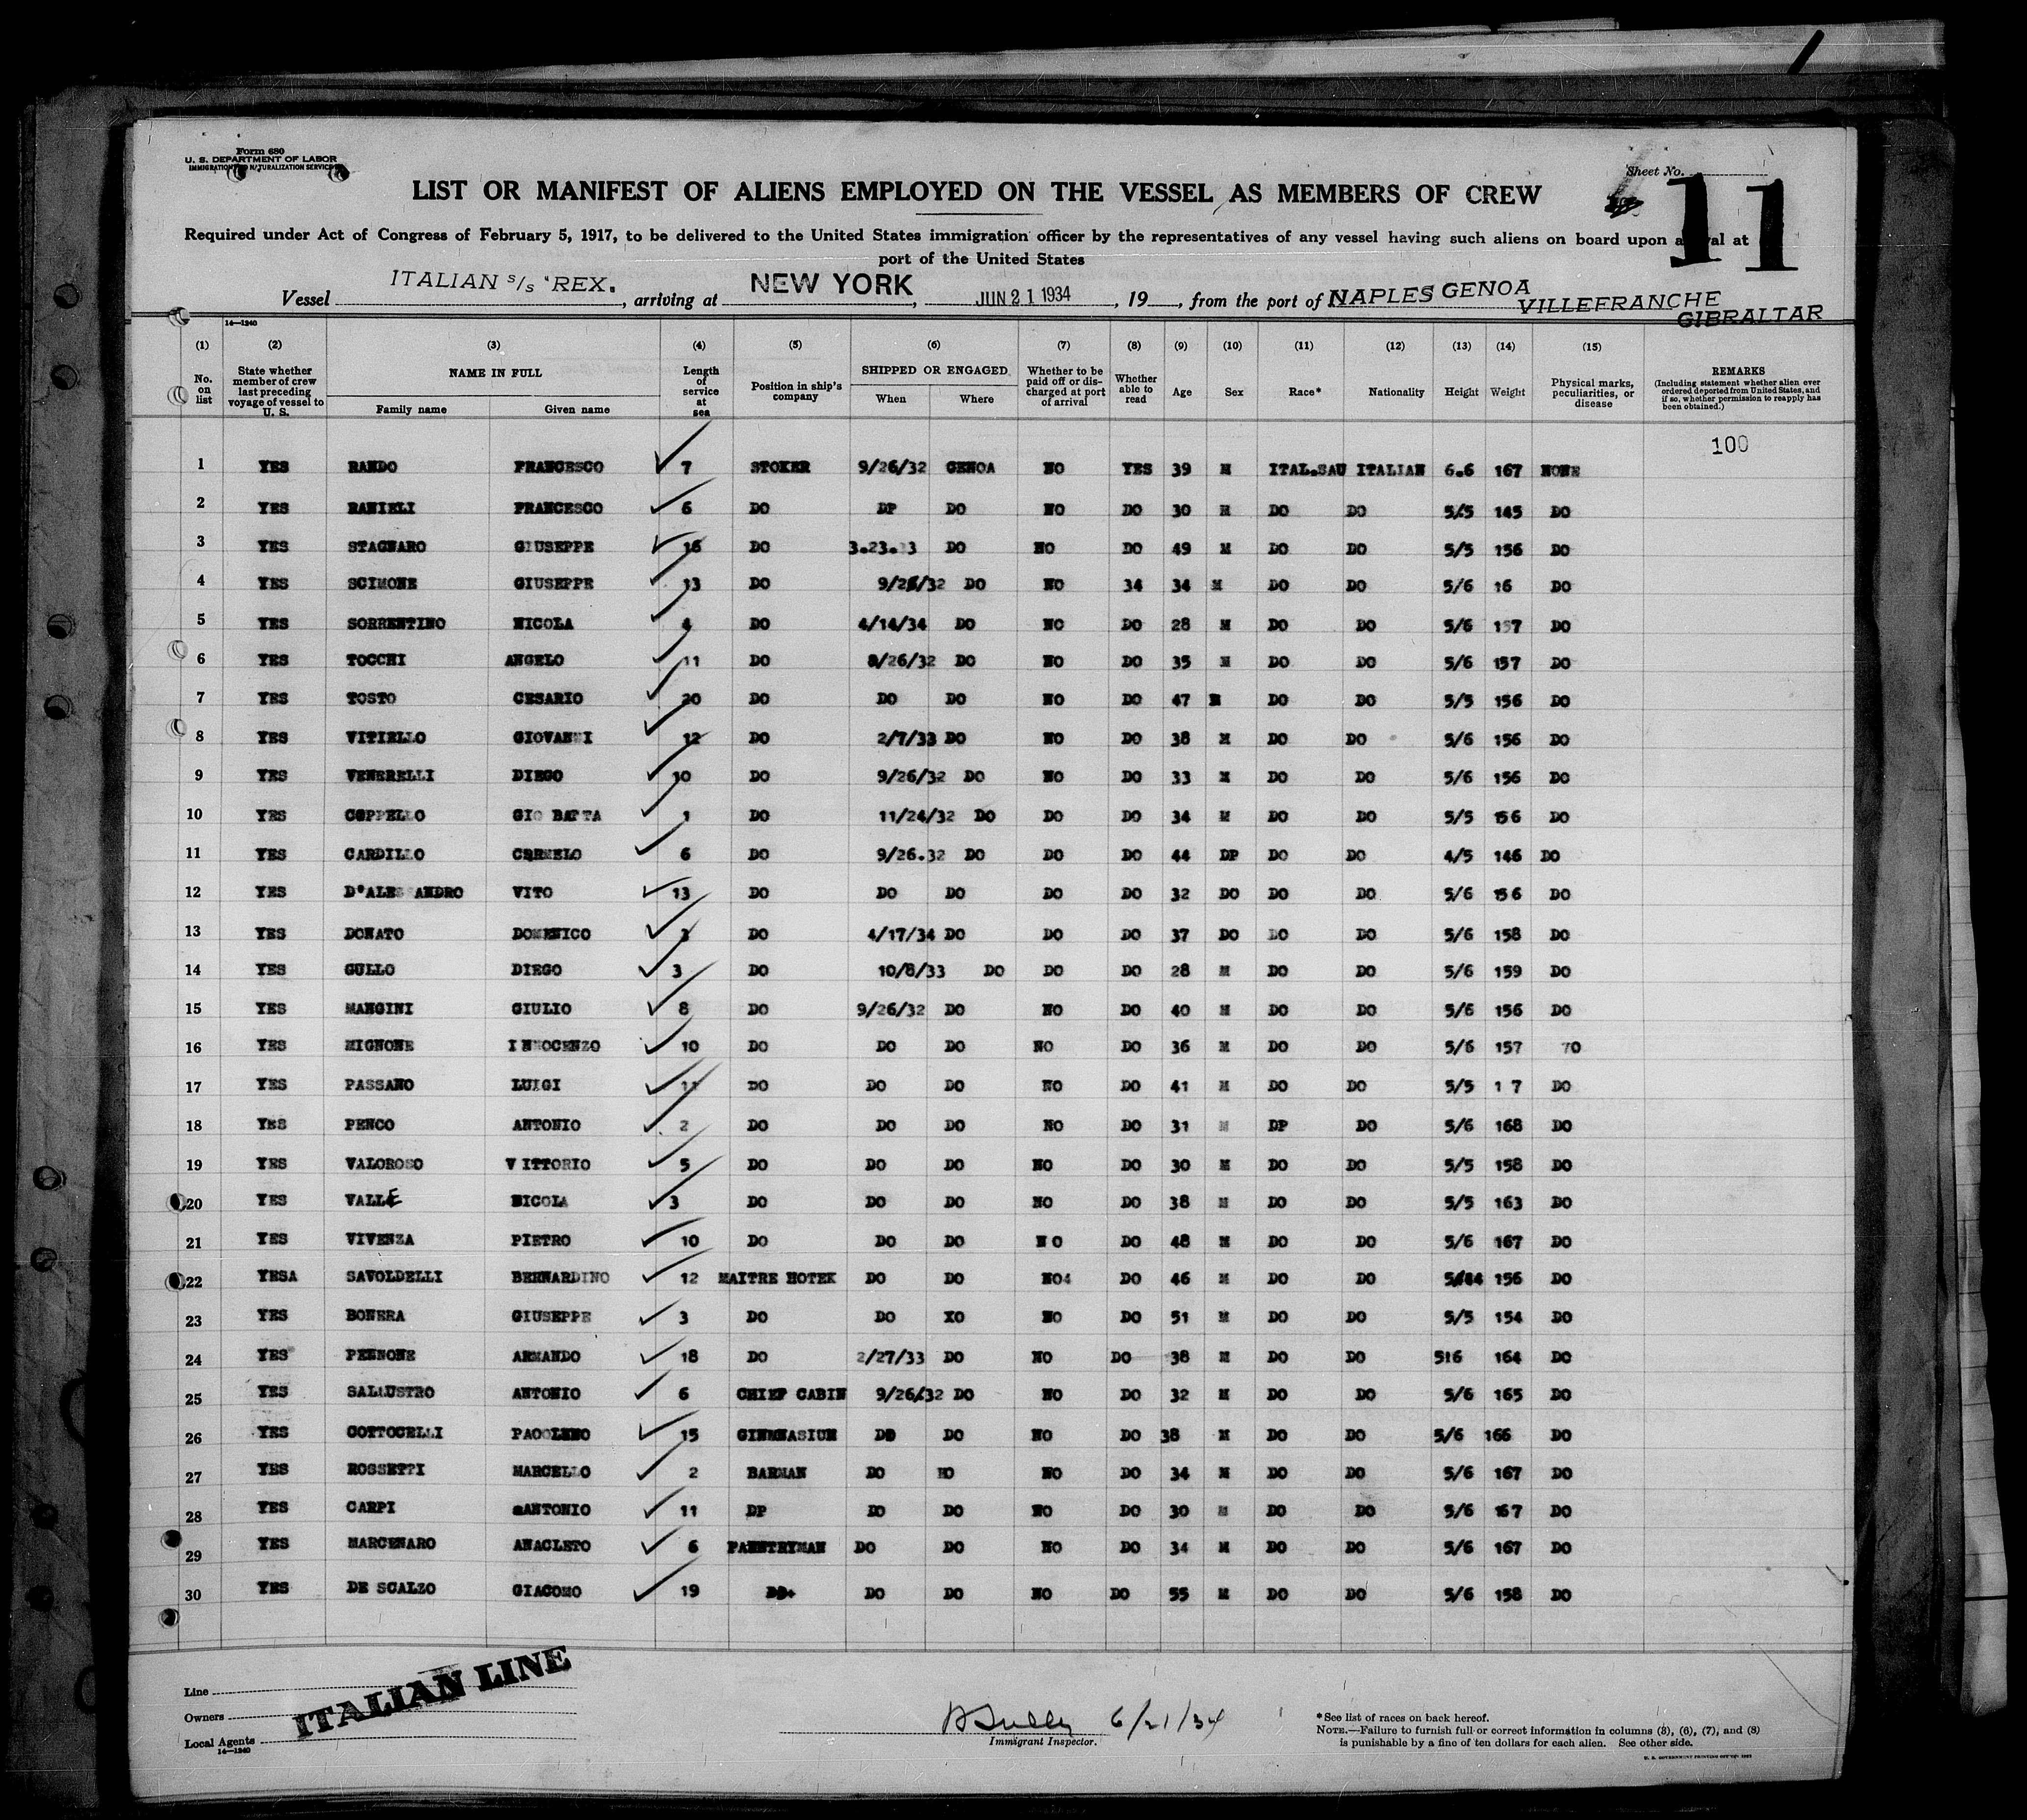 Form 680
U. S. DEPARTMENT OF LABOR
IMMIGRATION AND NATURALIZATION SERVICE
Sheet No.
11
LIST OR MANIFEST OF ALIENS EMPLOYED ON THE VESSEL AS MEMBERS OF CREW
Required under Act of Congress of February 5, 1917, to be delivered to the United States immigration officer by the representatives of any vessel having such aliens on board upon arrival at
port of the United States
Vessel ITALIAN s/s "REX. , arriving at NEW YORK , JUN 21 1934 , 19 , from the port of NAPLES GENOA
VILLEFRANCHE
GIBRALTAR
14—1240
(1) (2) (3) (4) (5) (6) (7) (8) (9) (10) (11) (12) (13) (14) (15)
No. on list
State whether member of crew last preceding voyage of vessel to U. S.
NAME IN FULL
Family name Given name
Length of service at sea
Position in ship's company
SHIPPED OR ENGAGED
When Where
Whether to be paid off or discharged at port of arrival
Whether able to read
Age Sex Race* Nationality Height Weight
Physical marks, peculiarities, or disease
REMARKS
(Including statement whether alien ever ordered deported from United States, and if so, whether permission to reapply has been obtained.)
100
1 YES RANDO FRANCESCO 7 STOKER 9/26/32 GENOA NO YES 39 M ITAL.SAU ITALIAN 6.6 167 NONE
2 YES RANIELI FRANCESCO 6 DO DP DO NO DO 30 M DO DO 5/5 145 DO
3 YES STAGNARO GIUSEPPE 16 DO 3.23. 3 DO NO DO 49 M DO DO 5/5 156 DO
4 YES SCIMONE GIUSEPPE 13 DO 9/26/32 DO NO 34 34 M DO DO 5/6 16 DO
5 YES SORRENTINO NICOLA 4 DO 4/14/34 DO NO DO 28 M DO DO 5/6 157 DO
6 YES TOCCHI ANGELO 11 DO 8/26/32 DO NO DO 35 M DO DO 5/6 157 DO
7 YES TOSTO CESARIO 20 DO DO DO NO DO 47 M DO DO 5/5 156 DO
8 YES VITIELLO GIOVANNI 12 DO 2/7/33 DO NO DO 38 M DO DO 5/6 156 DO
9 YES VENERELLI DIEGO 10 DO 9/26/32 DO NO DO 33 M DO DO 5/6 156 DO
10 YES COPPELLO GIO BATTA 1 DO 11/24/32 DO DO DO 34 M DO DO 5/5 156 DO
11 YES CARDILLO CARMELO 6 DO 9/26.32 DO DO DO 44 DP DO DO 4/5 146 DO
12 YES D'ALESSANDRO VITO 13 DO DO DO DO DO 32 DO DO DO 5/6 156 DO
13 YES DONATO DOMENICO 3 DO 4/17/34 DO DO DO 37 DO DO DO 5/6 158 DO
14 YES GULLO DIEGO 3 DO 10/8/33 DO DO DO 28 M DO DO 5/6 159 DO
15 YES MANGINI GIULIO 8 DO 9/26/32 DO NO DO 40 M DO DO 5/6 156 DO
16 YES MIGNONE INNOCENZO 10 DO DO DO NO DO 36 M DO DO 5/6 157 70
17 YES PASSANO LUIGI 11 DO DO DO NO DO 41 M DO DO 5/5 1 7 DO
18 YES PENCO ANTONIO 2 DO DO DO NO DO 31 M DP DO 5/6 168 DO
19 YES VALOROSO VITTORIO 5 DO DO DO NO DO 30 M DO DO 5/5 158 DO
20 YES VALLE NICOLA 3 DO DO DO NO DO 38 M DO DO 5/5 163 DO
21 YES VIVENZA PIETRO 10 DO DO DO NO DO 48 M DO DO 5/6 167 DO
22 YESA SAVOLDELLI BERNARDINO 12 MAITRE HOTEK DO DO NO4 DO 46 M DO DO 156 DO
23 YES BONERA GIUSEPPE 3 DO DO XO NO DO 51 M DO DO 5/5 154 DO
24 YES PENNONE ARMANDO 18 DO 2/27/33 DO NO DO 38 M DO DO 516 164 DO
25 YES SALLUSTRO ANTONIO 6 CHIEF CABIN 9/26/32 DO NO DO 32 M DO DO 5/6 165 DO
26 YES COTTOCELLI 15 GINMNASIUM DO DO NO DO 38 M DO DO 5/6 166 DO
27 YES ROSSETTI MARCELLO 2 BARMAN DO NO DO 34 M DO DO 5/6 167 DO
28 YES CARPI aANTONIO 11 DP DO DO NO DO 30 M DO DO 5/6 167 DO
29 YES MARCENARO ANACLETO 6 PANNTRYMAN DO DO NO DO 34 M DO DO 5/6 167 DO
30 YES DE SCALZO GIACOMO 19 DO DO DO NO DO 55 M DO DO 5/6 158 DO
Line
Owners
Local Agents
ITALIAN LINE
14—1240
6/21/34
Immigrant Inspector.
*See list of races on back hereof.
NOTE.—Failure to furnish full or correct information in columns (3), (6), (7), and (8)
is punishable by a fine of ten dollars for each alien. See other side.